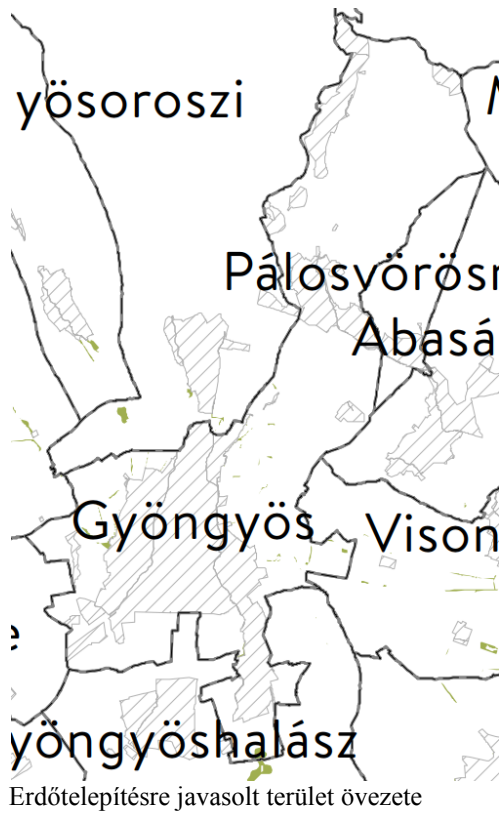 yösoroszi
Pálosvörösm
Abasá
Gyöngyös
Vison
yöngyöshalász
Erdőtelepítésre javasolt terület övezete